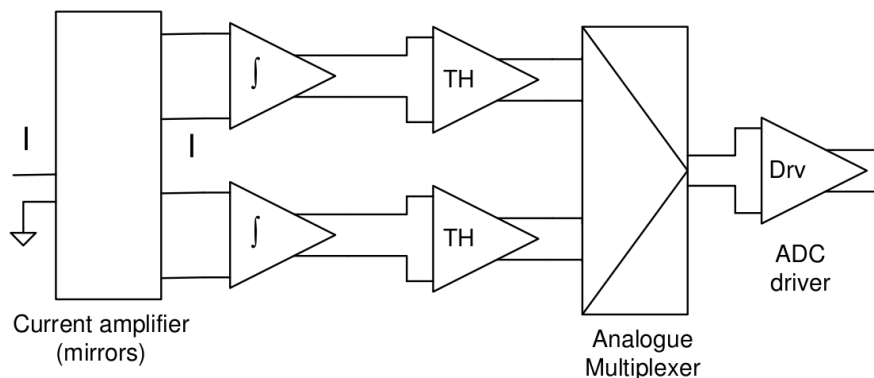 ∫
TH
I
I
Drv
∫
TH
ADC
driver
Current amplifier
(mirrors)
Analogue
Multiplexer